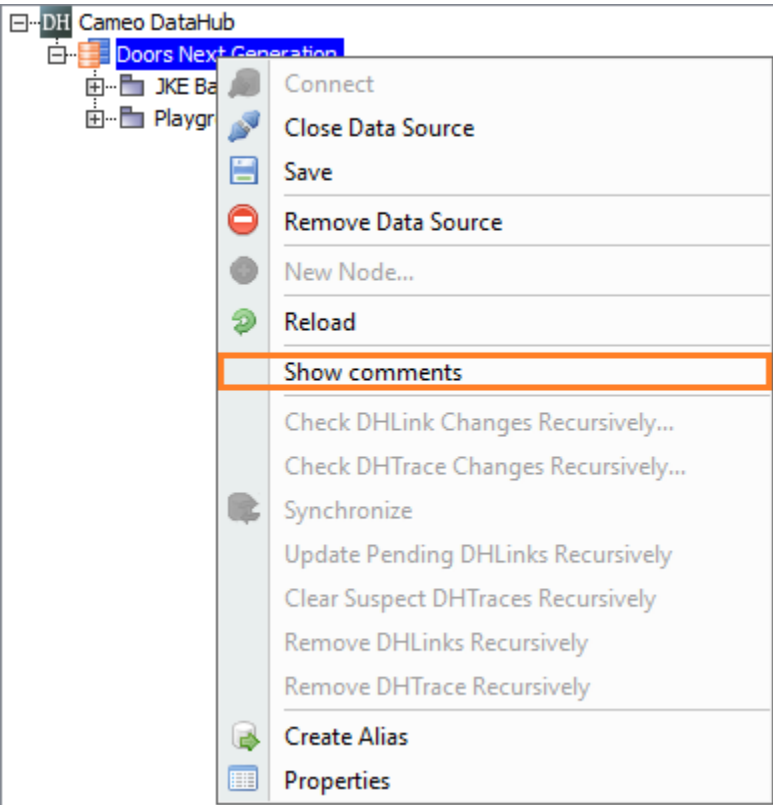 DH Cameo DataHub
Doors Next Generation
JKE Ba
Playgr
Connect
Close Data Source
Save
Remove Data Source
New Node...
Reload
Show comments
Check DHLink Changes Recursively...
Check DHTrace Changes Recursively...
Synchronize
Update Pending DHLinks Recursively
Clear Suspect DHTraces Recursively
Remove DHLinks Recursively
Remove DHTrace Recursively
Create Alias
Properties